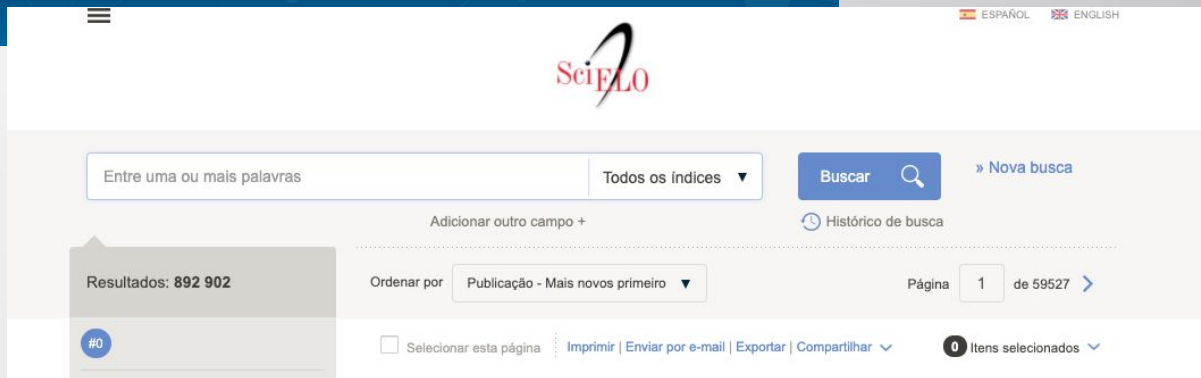 ESPAÑOL ENGLISH
SciELO
Entre uma ou mais palavras Todos os índices ▼ Buscar » Nova busca
Adicionar outro campo + Histórico de busca
Resultados: 892 902 Ordenar por Publicação - Mais novos primeiro ▼ Página 1 de 59527
#0 Selecionar esta página Imprimir | Enviar por e-mail | Exportar | Compartilhar 0 Itens selecionados